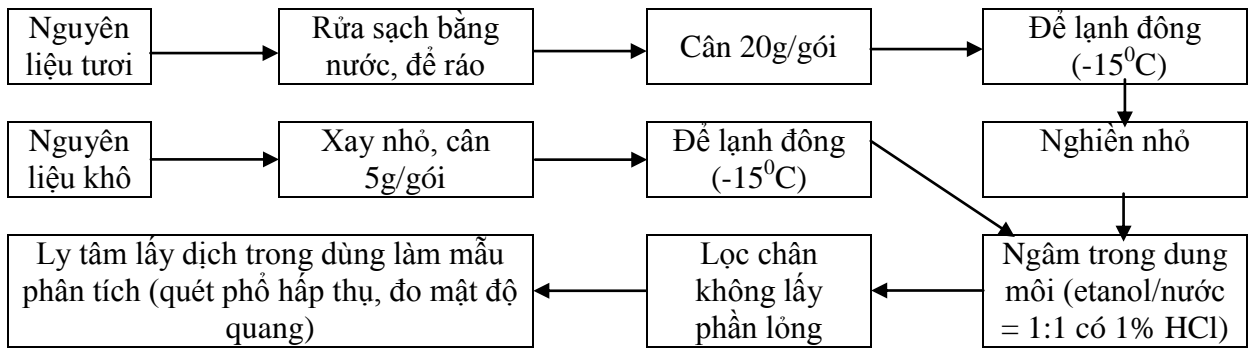 Nguyên
liệu tươi
Rửa sạch bằng
nước, để ráo
Cân 20g/gói
Để lạnh đông
(-15⁰C)
Nguyên
liệu khô
Xay nhỏ, cân
5g/gói
Để lạnh đông
(-15⁰C)
Nghiền nhỏ
Ly tâm lấy dịch trong dùng làm mẫu
phân tích (quét phổ hấp thụ, đo mật độ
quang)
Lọc chân
không lấy
phần lỏng
Ngâm trong dung
môi (etanol/nước
= 1:1 có 1% HCl)